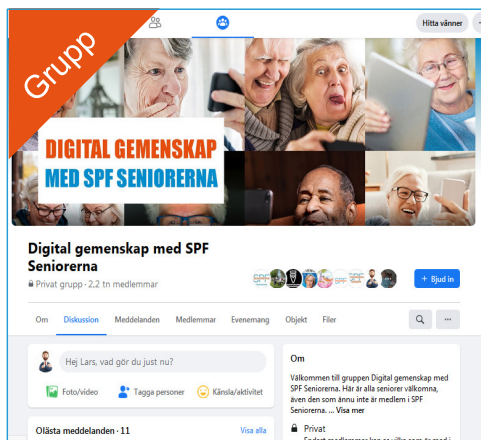 Grupp
Hitta vänner
DIGITAL GEMENSKAP
MED SPF SENIORERNA
Digital gemenskap med SPF
Seniorerna
Privat grupp · 2,2 tn medlemmar
SPF
SPF
SPF
+ Bjud in
Om Diskussion Meddelanden Medlemmar Evenemang Objekt Filer
Hej Lars, vad gör du just nu?
Foto/video Tagga personer Känsla/aktivitet
Olästa meddelanden · 11 Visa alla
Om
Välkommen till gruppen Digital gemenskap med
SPF Seniorerna. Här är alla seniorer välkomna,
även den som ännu inte är medlem i SPF
Seniorerna. ... Visa mer
Privat